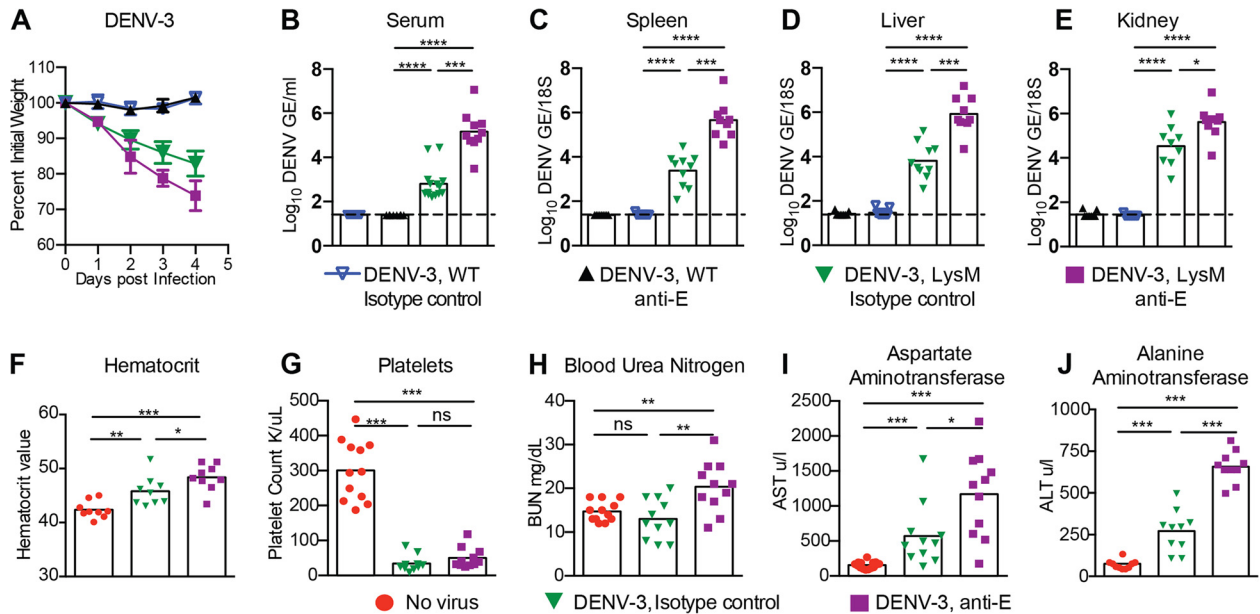 A DENV-3
Percent Initial Weight
110
100
90
80
70
60
0 1 2 3 4 5
Days post Infection
B Serum
Log10 DENV GE/ml
8
6
4
2
0
****
**** ***
C Spleen
Log10 DENV GE/18S
8
6
4
2
0
****
**** ***
D Liver
Log10 DENV GE/18S
8
6
4
2
0
****
**** ***
E Kidney
Log10 DENV GE/18S
8
6
4
2
0
****
**** *
DENV-3, WT
Isotype control
DENV-3, WT
anti-E
DENV-3, LysM
Isotype control
DENV-3, LysM
anti-E
F Hematocrit
Hematocrit value
60
50
40
30
***
** *
G Platelets
Platelet Count K/uL
500
400
300
200
100
0
***
*** ns
H Blood Urea Nitrogen
BUN mg/dL
40
30
20
10
0
**
ns **
I Aspartate
Aminotransferase
AST u/l
2500
2000
1500
1000
500
0
***
*** *
J Alanine
Aminotransferase
ALT u/l
1000
750
500
250
0
***
*** ***
No virus
DENV-3, Isotype control
DENV-3, anti-E